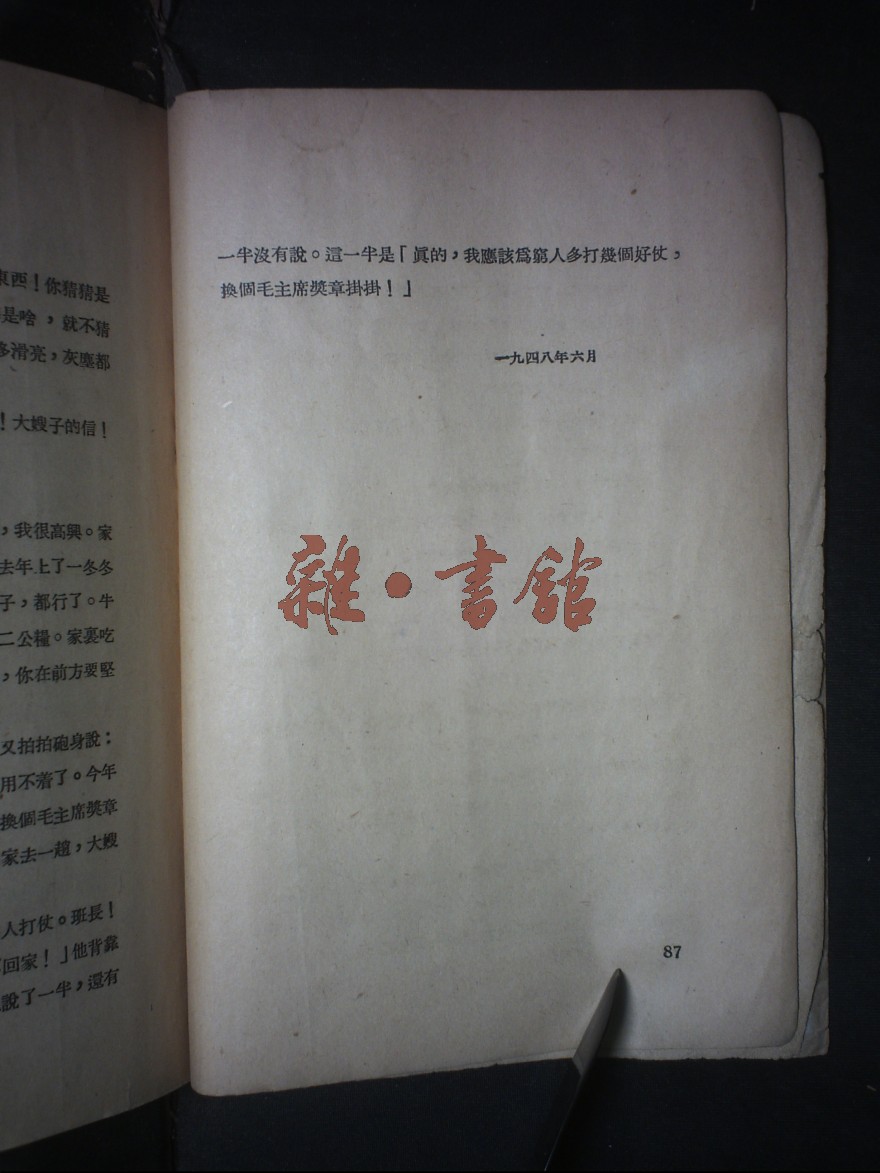 東西！你猜猜是
是啥，就不猜
滑亮，灰塵都
！大嫂子的信！
，我很高興。家
去年上了一冬冬
子，都行了。牛
二公糧。家裏吃
，你在前方要堅
又拍拍砲身說：
用不着了。今年
換個毛主席獎章
家去一趟，大嫂
人打仗。班長！
回家！」他背靠
說了一半，還有
一半沒有說。這一半是「眞的，我應該爲窮人多打幾個好仗，
換個毛主席獎章掛掛！」
一九四八年六月
雜·書館
87